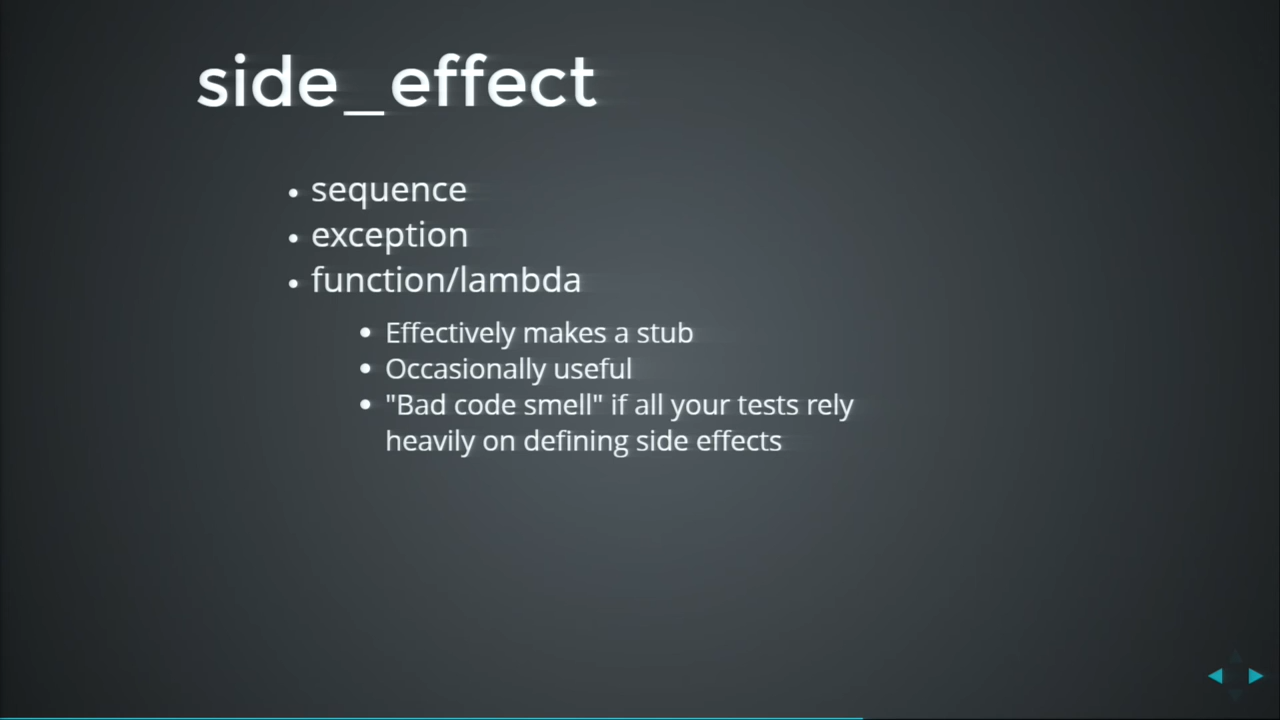 side_effect
• sequence
• exception
• function/lambda
• Effectively makes a stub
• Occasionally useful
• "Bad code smell" if all your tests rely
heavily on defining side effects